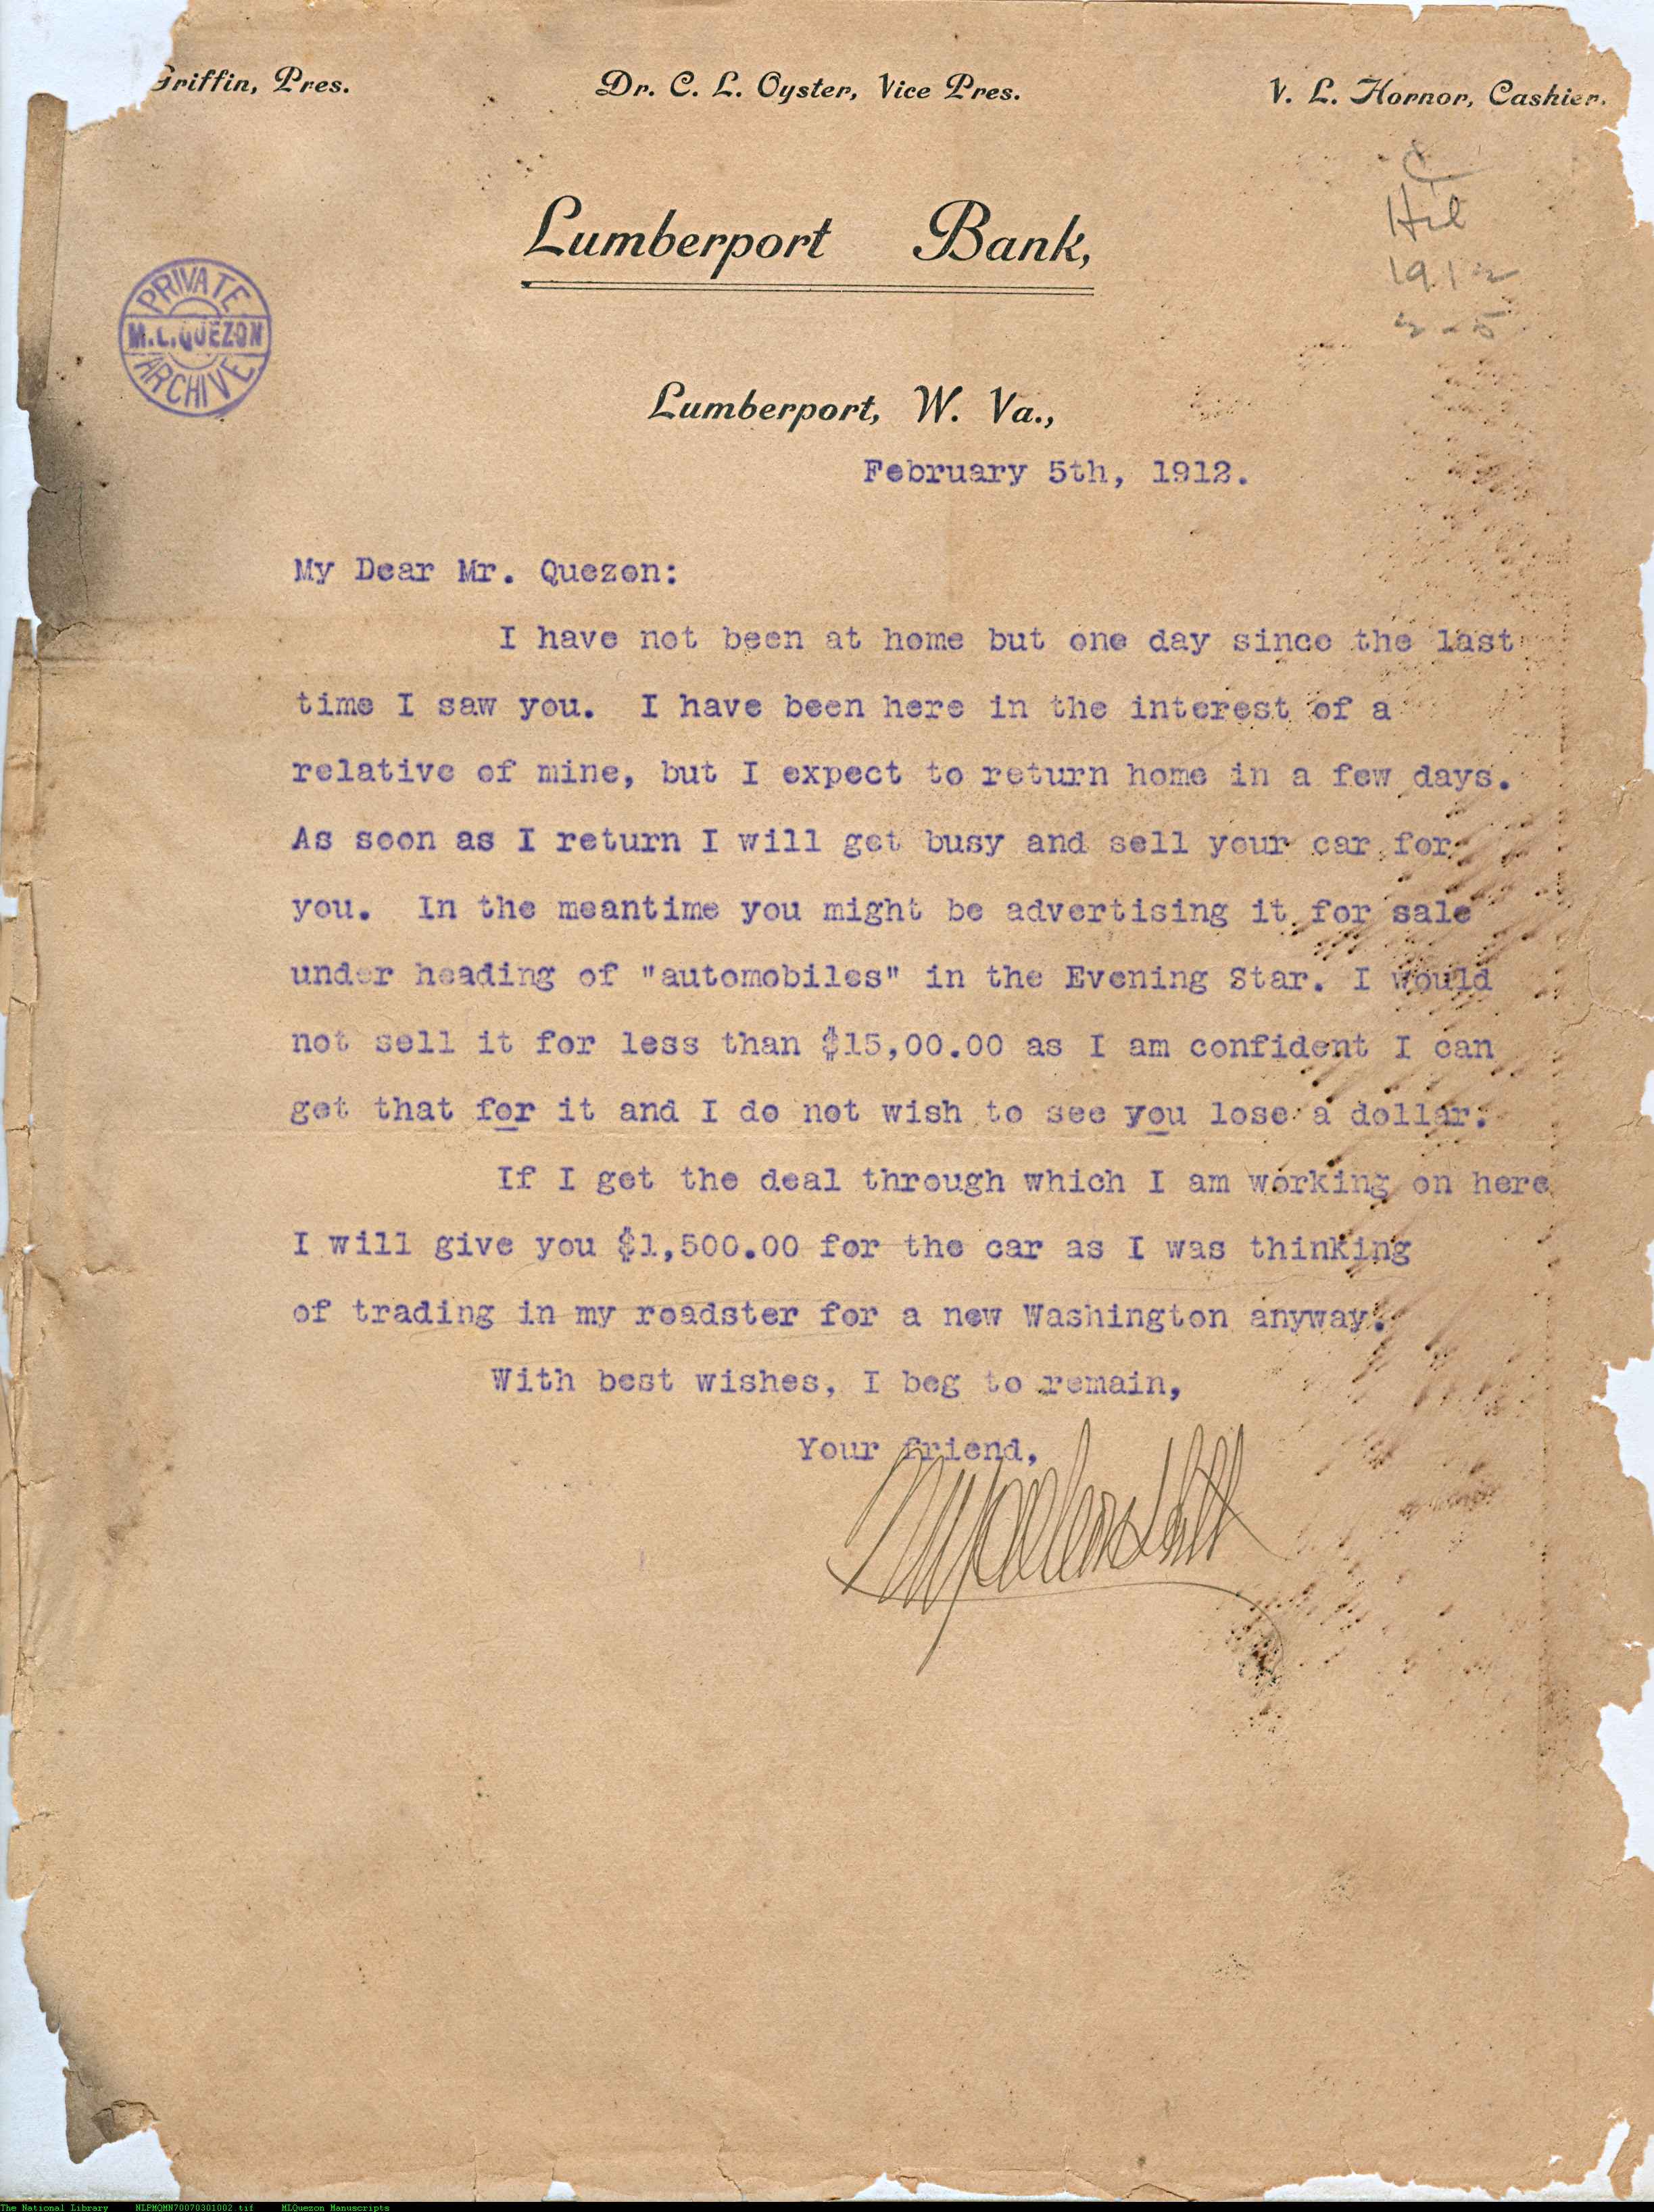 Griffin, Pres.
Dr. C. L. Oyster, Vice Pres.
V. L. Hornor, Cashier.
Lumberport Bank,
PRIVATE
M.L.QUEZON
ARCHIVE
1912
2-5
Lumberport, W. Va.,
February 5th, 1912.
My Dear Mr. Quezon:
I have not been at home but one day since the last
time I saw you. I have been here in the interest of a
relative of mine, but I expect to return home in a few days.
As soon as I return I will get busy and sell your car for
you. In the meantime you might be advertising it for sale
under heading of "automobiles" in the Evening Star. I would
not sell it for less than $15,00.00 as I am confident I can
get that for it and I do not wish to see you lose a dollar.
If I get the deal through which I am working on here
I will give you $1,500.00 for the car as I was thinking
of trading in my roadster for a new Washington anyway.
With best wishes, I beg to remain,
Your friend,
The National Library NLPMQMN70070301002.tif MLQuezon Manuscripts